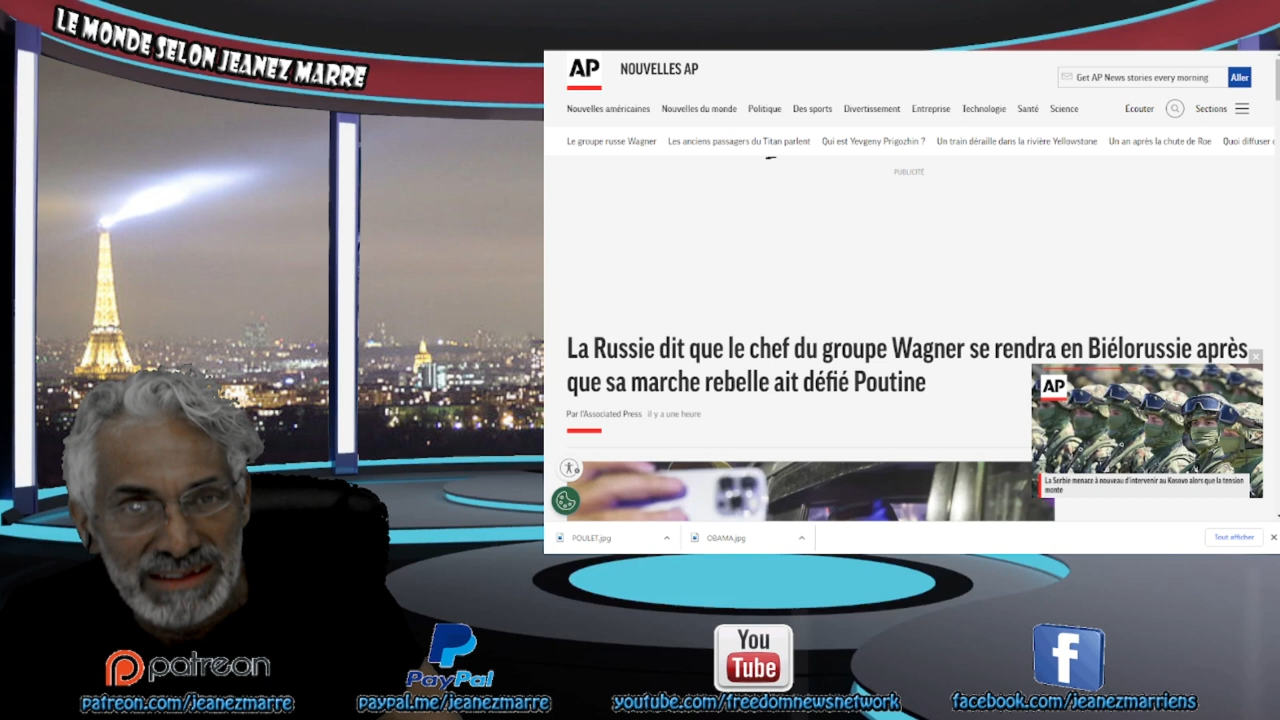 LE MONDE SELON JEANEZ MARRE
AP
NOUVELLES AP
Get AP News stories every morning
Aller
Nouvelles américaines Nouvelles du monde Politique Des sports Divertissement Entreprise Technologie Santé Science Ecouter Sections
Le groupe russe Wagner Les anciens passagers du Titan parlent Qui est Yevgeny Prigozhin ? Un train déraille dans la rivière Yellowstone Un an après la chute de Roe Quoi diffuser
PUBLICITÉ
La Russie dit que le chef du groupe Wagner se rendra en Biélorussie après
que sa marche rebelle ait défié Poutine
Par l'Associated Press il y a une heure
AP
La Serbie menace à nouveau d'intervenir au Kosovo alors que la tension
monte
POULET.jpg OBAMA.jpg Tout afficher
patreon
PayPal
You
Tube
f
patreon.com/jeanezmarre
paypal.me/jeanezmarre
youtube.com/freedomnewsnetwork
facebook.com/jeanezmarriens